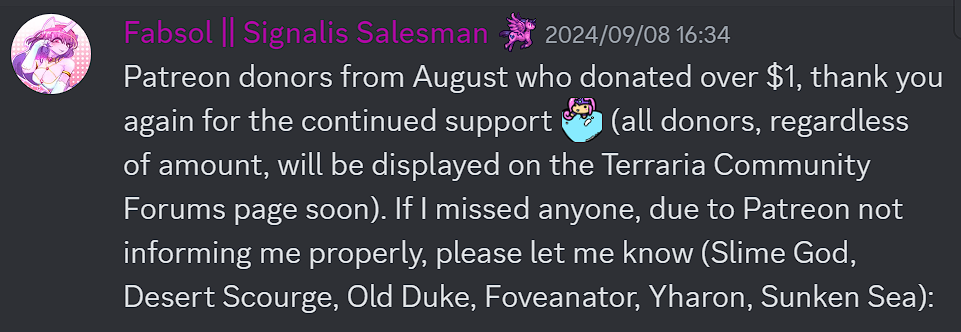 Fabsol || Signalis Salesman 2024/09/08 16:34
Patreon donors from August who donated over $1, thank you
again for the continued support (all donors, regardless
of amount, will be displayed on the Terraria Community
Forums page soon). If I missed anyone, due to Patreon not
informing me properly, please let me know (Slime God,
Desert Scourge, Old Duke, Foveanator, Yharon, Sunken Sea):